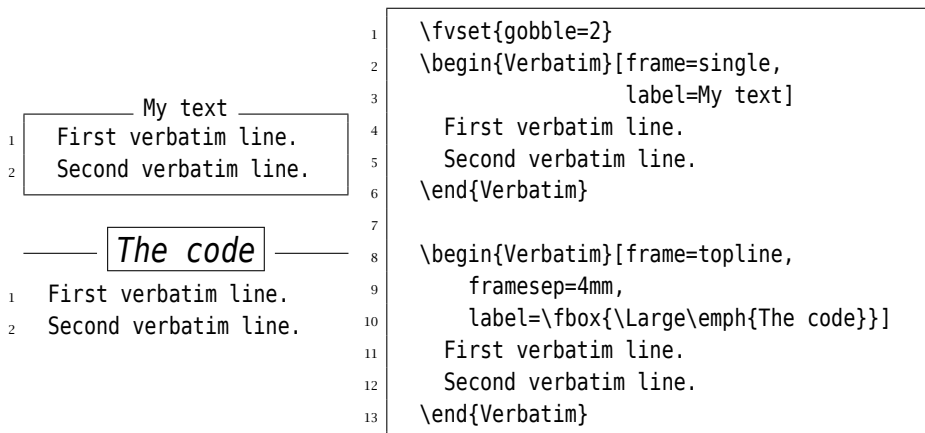 My text
1 First verbatim line.
2 Second verbatim line.
The code
1 First verbatim line.
2 Second verbatim line.
1 \fvset{gobble=2}
2 \begin{Verbatim}[frame=single,
3 label=My text]
4 First verbatim line.
5 Second verbatim line.
6 \end{Verbatim}
7
8 \begin{Verbatim}[frame=topline,
9 framesep=4mm,
10 label=\fbox{\Large\emph{The code}}]
11 First verbatim line.
12 Second verbatim line.
13 \end{Verbatim}